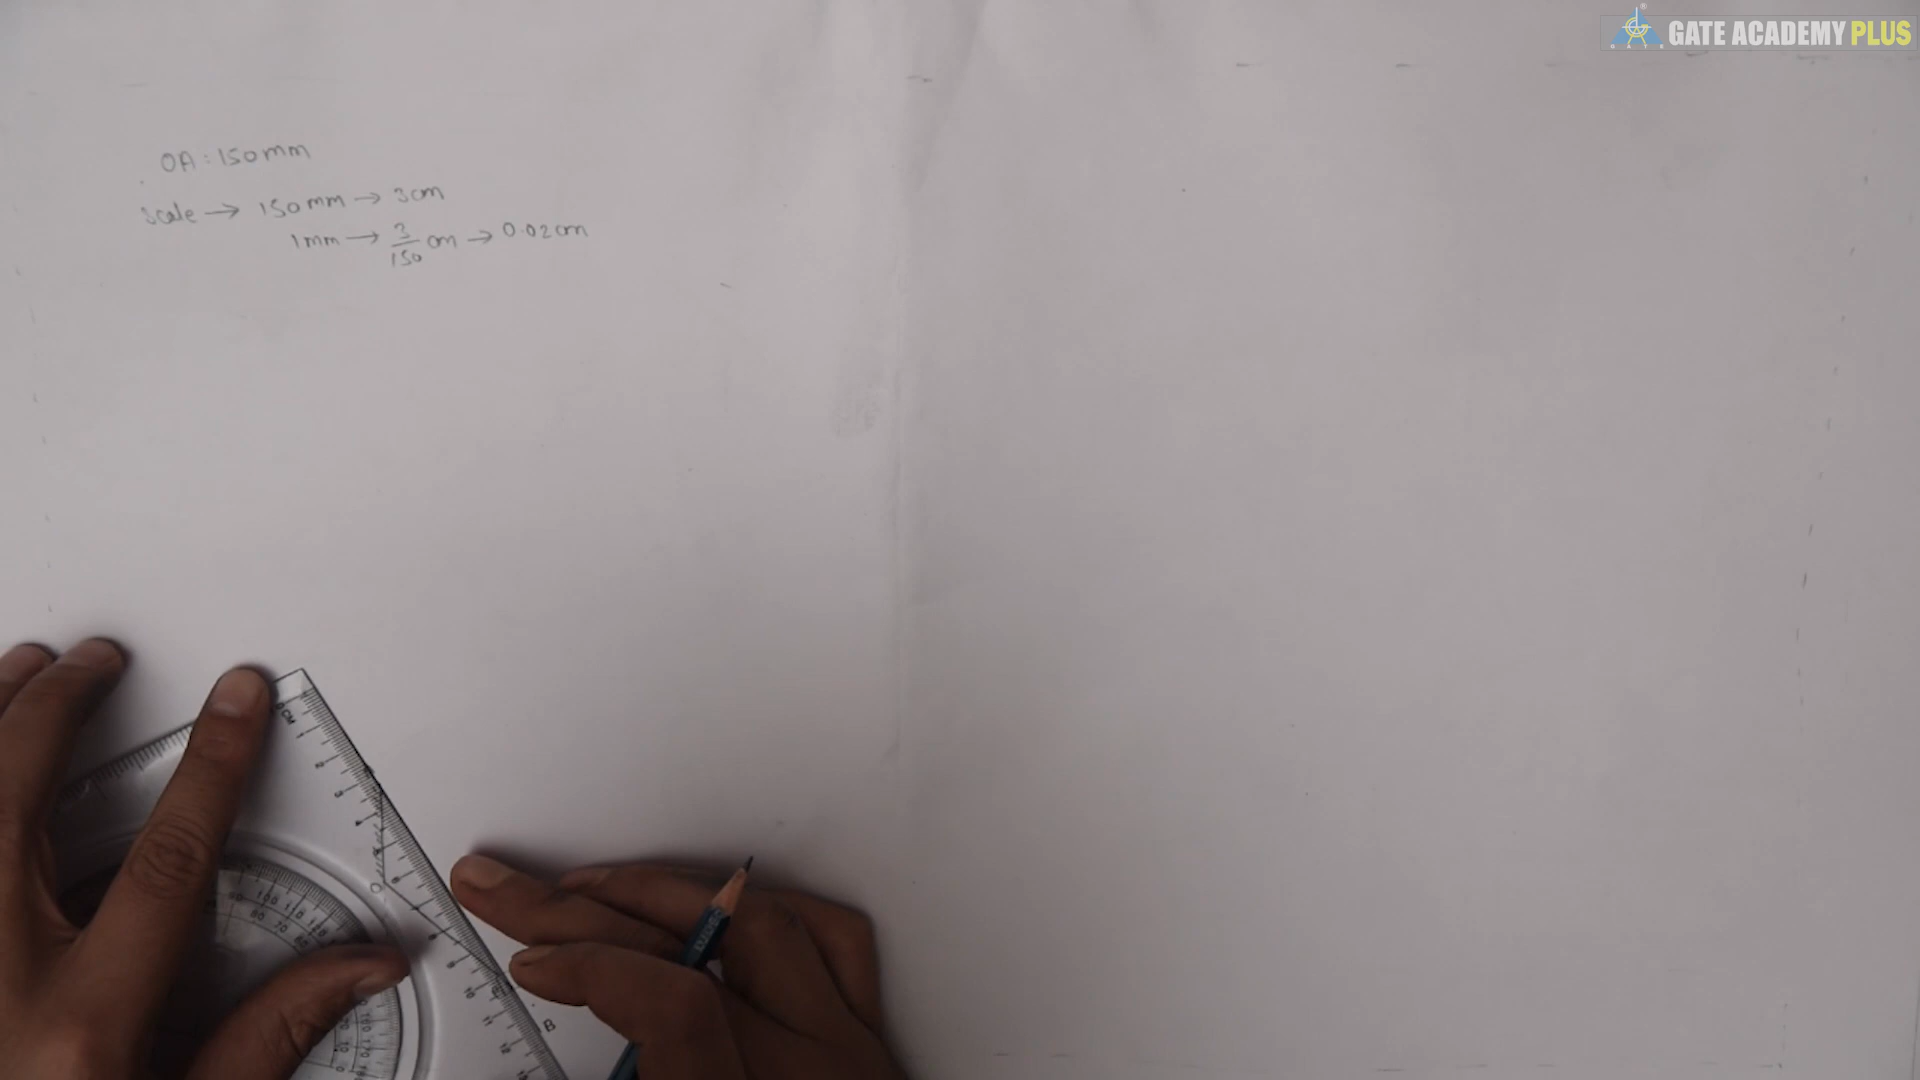 GATE ACADEMY PLUS
OA : 150mm
Scale → 150mm → 3cm
1mm → 3/150 cm → 0.02cm
O
B